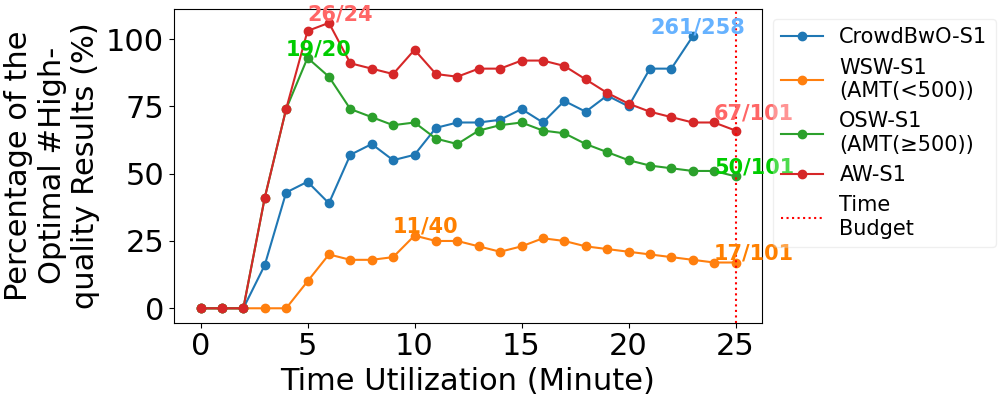 Percentage of the
Optimal #High-
quality Results (%)
100
75
50
25
0
0 5 10 15 20 25
Time Utilization (Minute)
26/24
19/20
261/258
67/101
50/101
11/40
17/101
CrowdBwO-S1
WSW-S1
(AMT(<500))
OSW-S1
(AMT(≥500))
AW-S1
Time
Budget